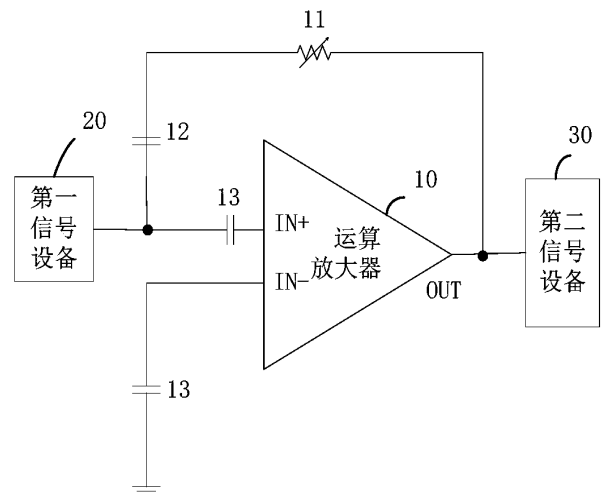 11
20
12
30
第一
信号
设备
13
10
IN+
运算
放大器
第二
信号
设备
IN-
OUT
13